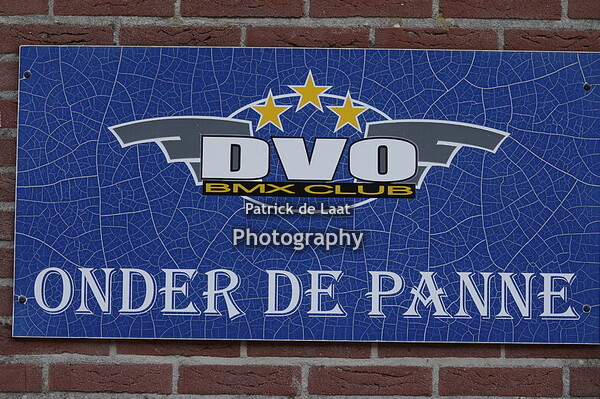 DVO
BMX CLUB
Patrick de Laat
Photography
ONDER DE PANNE